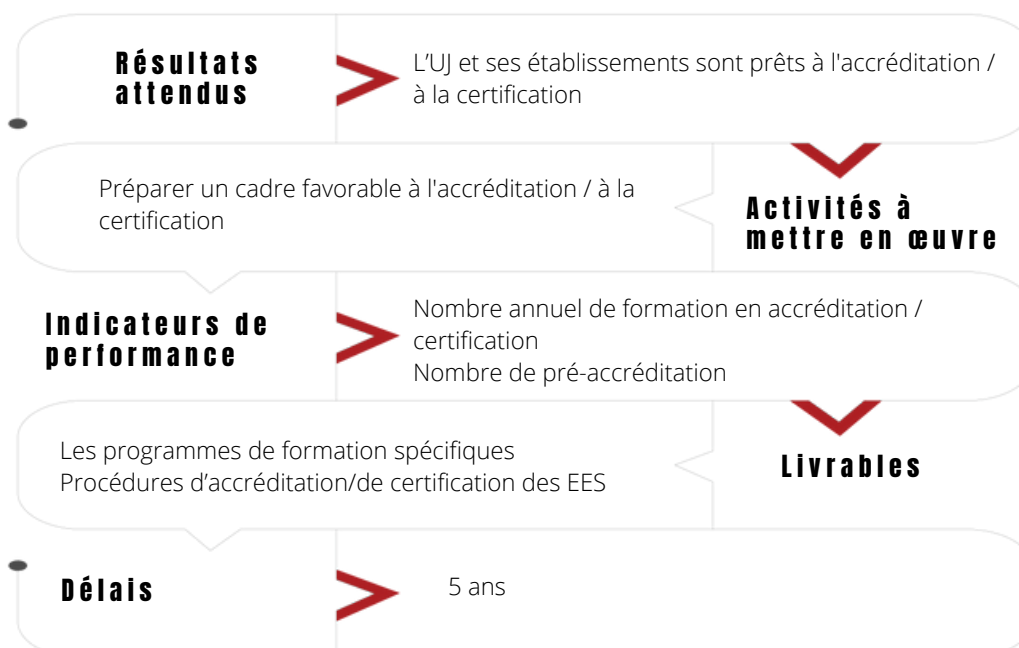 Résultats
attendus
L'UJ et ses établissements sont prêts à l'accréditation /
à la certification
Préparer un cadre favorable à l'accréditation / à la
certification
Activités à
mettre en œuvre
Indicateurs de
performance
Nombre annuel de formation en accréditation /
certification
Nombre de pré-accréditation
Les programmes de formation spécifiques
Procédures d’accréditation/de certification des EES
Livrables
Délais
5 ans